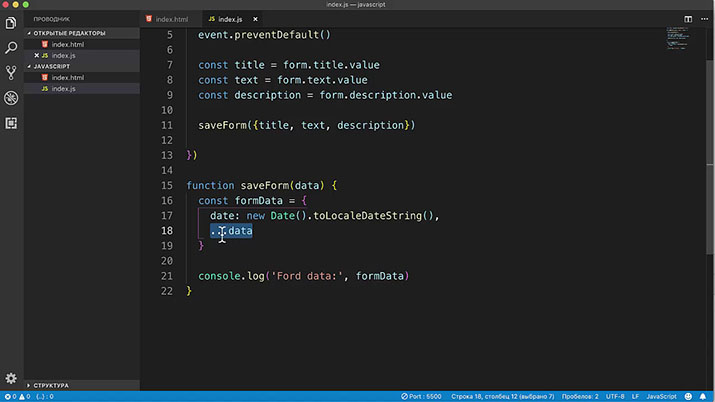 index.js — javascript
ПРОВОДНИК
index.html
JS index.js ×
ОТКРЫТЫЕ РЕДАКТОРЫ
index.html
× JS index.js
JAVASCRIPT
index.html
JS index.js
5 event.preventDefault()
6
7 const title = form.title.value
8 const text = form.text.value
9 const description = form.description.value
10
11 saveForm({title, text, description})
12
13 })
14
15 function saveForm(data) {
16 const formData = {
17 date: new Date().toLocaleDateString(),
18 ...data
19 }
20
21 console.log('Ford data:', formData)
22 }
СТРУКТУРА
0 0 {..} : 0
Port : 5500
Строка 18, столбец 12 (выбрано 7)
Пробелов: 2
UTF-8
LF
JavaScript